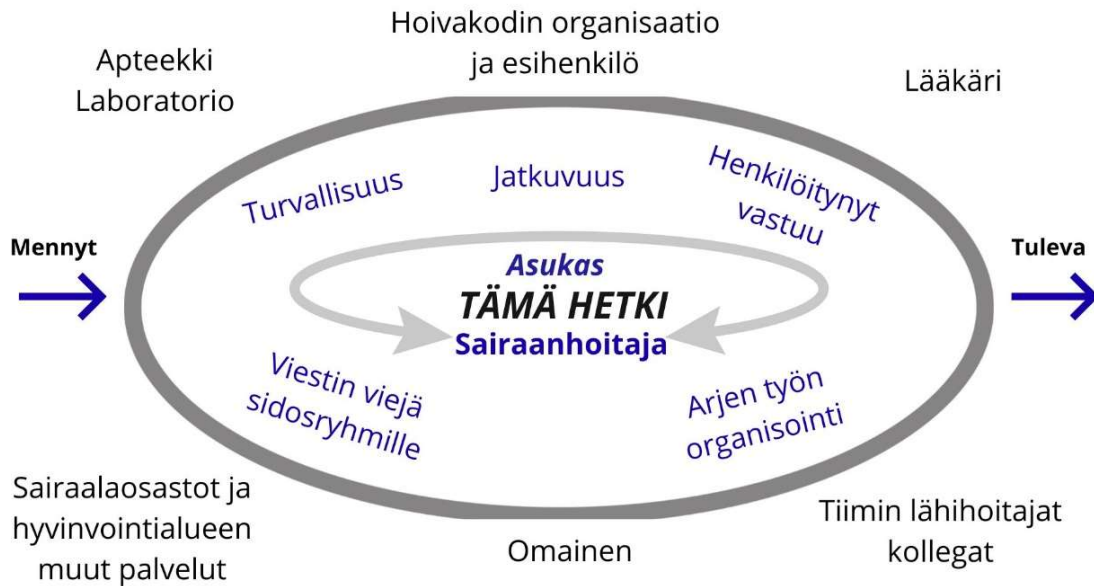 Hoivakodin organisaatio
ja esihenkilö
Apteekki
Laboratorio
Lääkäri
Turvallisuus
Jatkuvuus
Henkilöitynyt
vastuu
Mennyt
Tuleva
Asukas
TÄMÄ HETKI
Sairaanhoitaja
Viestin viejä
sidosryhmille
Arjen työn
organisointi
Sairaalaosastot ja
hyvinvointialueen
muut palvelut
Omainen
Tiimin lähihoitajat
kollegat